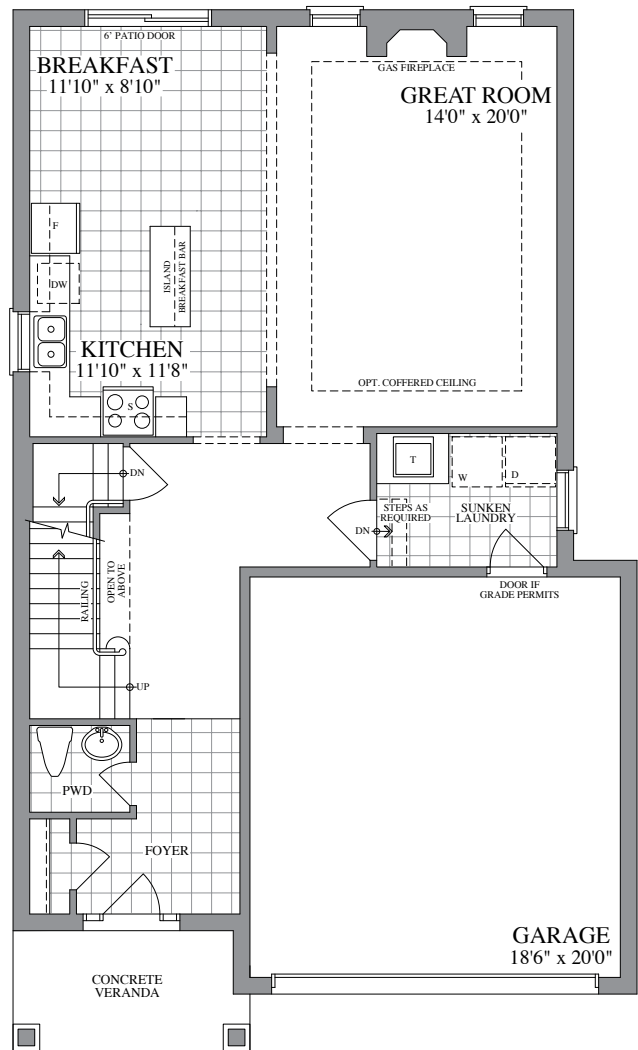 6' PATIO DOOR
BREAKFAST
11'10" x 8'10"
GAS FIREPLACE
GREAT ROOM
14'0" x 20'0"
F
DW
ISLAND
BREAKFAST BAR
KITCHEN
11'10" x 11'8"
S
OPT. COFFERED CEILING
T
W
D
DN
STEPS AS
REQUIRED
SUNKEN
LAUNDRY
DN
DOOR IF
GRADE PERMITS
RAILING
OPEN TO
ABOVE
UP
PWD
FOYER
GARAGE
18'6" x 20'0"
CONCRETE
VERANDA